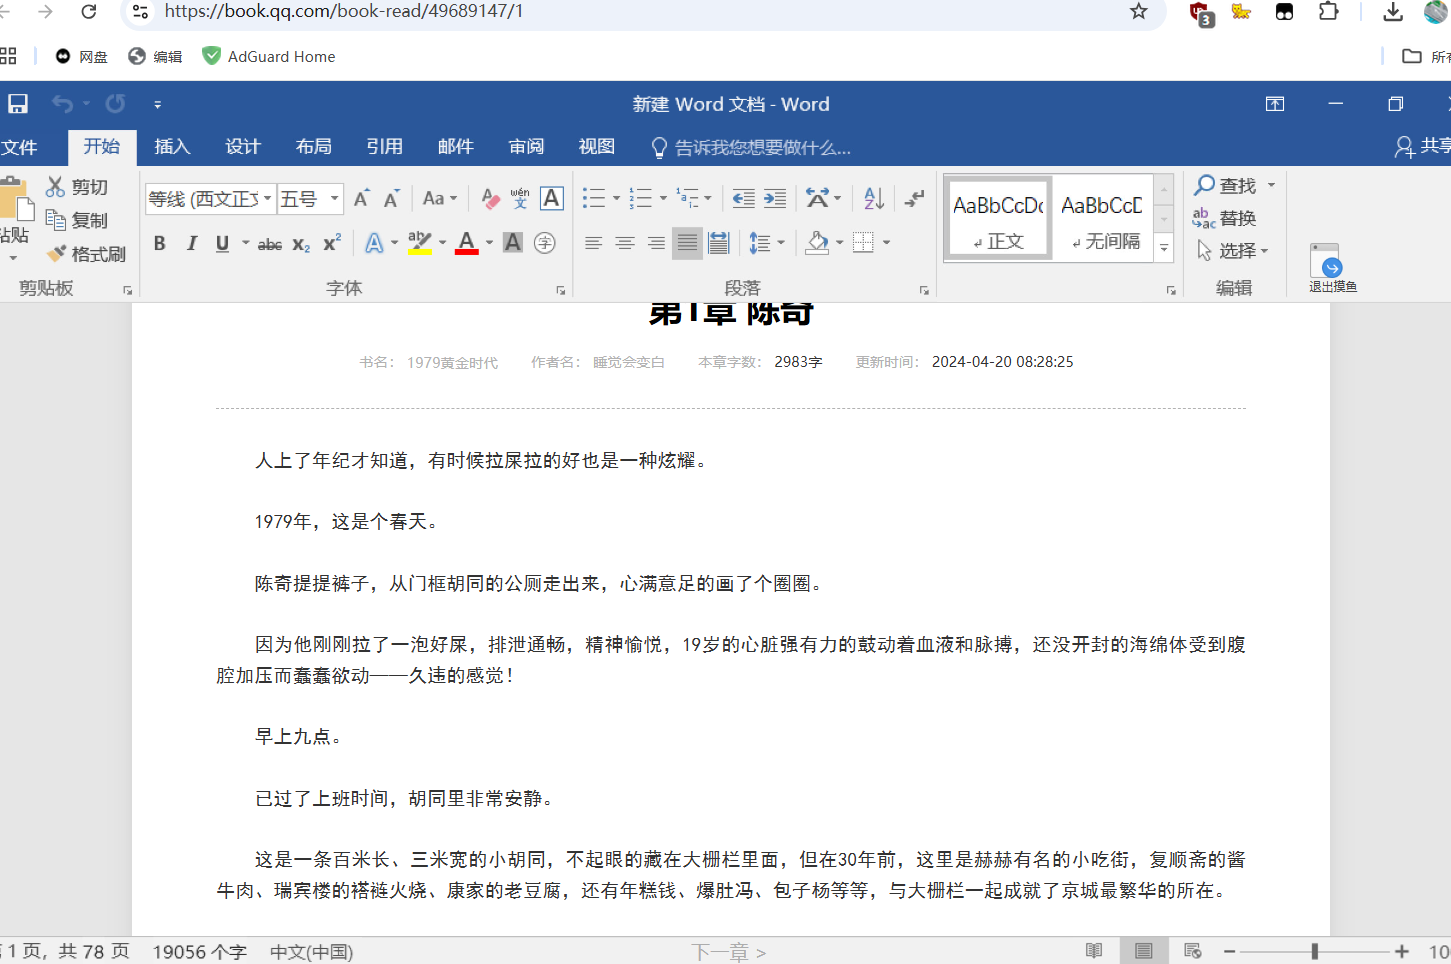 https://book.qq.com/book-read/49689147/1
3
网盘
编辑
AdGuard Home
新建 Word 文档 - Word
文件 开始 插入 设计 布局 引用 邮件 审阅 视图 告诉我您想要做什么...
剪切
复制
格式刷
剪贴板
等线 (西文正文
五号
wén
文
字体
段落
AaBbCcDc
正文
AaBbCcD
无间隔
查找
替换
选择
编辑
退出摸鱼
第1章 陈奇
书名: 1979黄金时代 作者名: 睡觉会变白 本章字数: 2983字 更新时间: 2024-04-20 08:28:25
人上了年纪才知道，有时候拉屎拉的好也是一种炫耀。
1979年，这是个春天。
陈奇提提裤子，从门框胡同的公厕走出来，心满意足的画了个圈圈。
因为他刚刚拉了一泡好屎，排泄通畅，精神愉悦，19岁的心脏强有力的鼓动着血液和脉搏，还没开封的海绵体受到腹
腔加压而蠢蠢欲动——久违的感觉！
早上九点。
已过了上班时间，胡同里非常安静。
这是一条百米长、三米宽的小胡同，不起眼的藏在大栅栏里面，但在30年前，这里是赫赫有名的小吃街，复顺斋的酱
牛肉、瑞宾楼的褡裢火烧、康家的老豆腐，还有年糕钱、爆肚冯、包子杨等等，与大栅栏一起成就了京城最繁华的所在。
1 页，共 78 页 19056 个字 中文(中国) 下一章 >